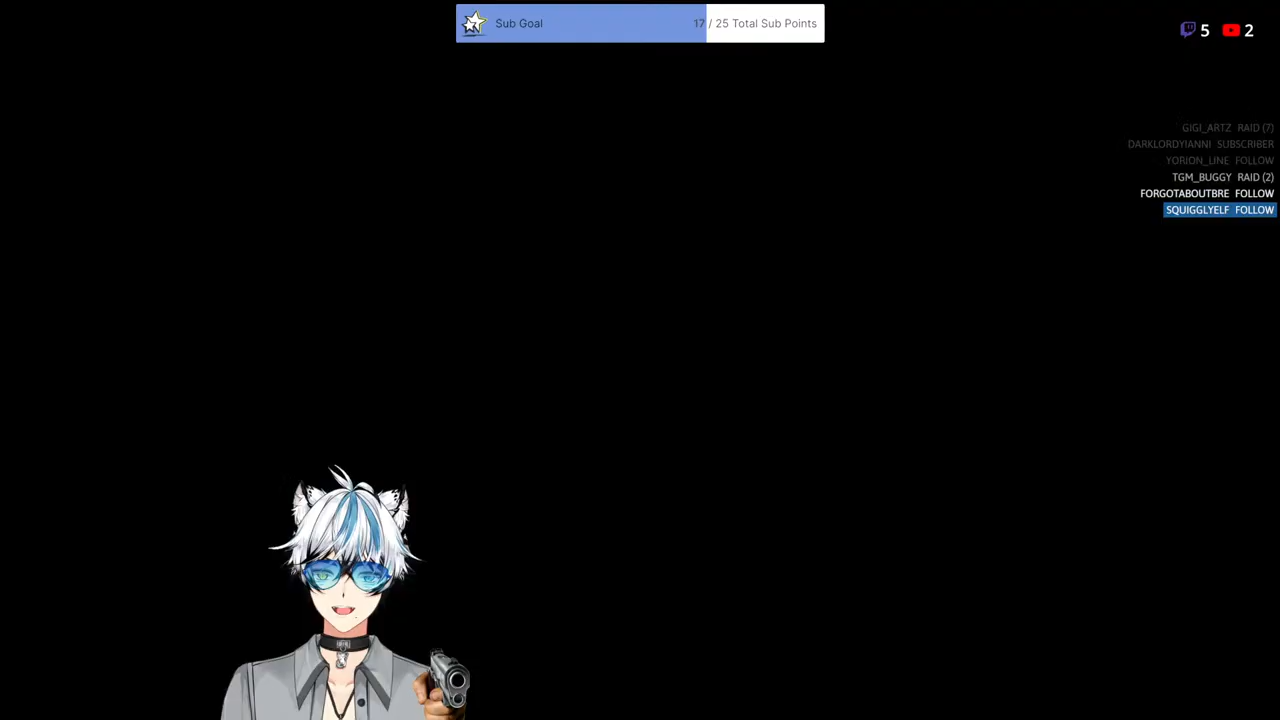 Sub Goal 17 / 25 Total Sub Points
5 2
GIGI_ARTZ RAID (7)
DARKLORDYIANNI SUBSCRIBER
YORION_LINE FOLLOW
TGM_BUGGY RAID (2)
FORGOTABOUTBRE FOLLOW
SQUIGGLYELF FOLLOW